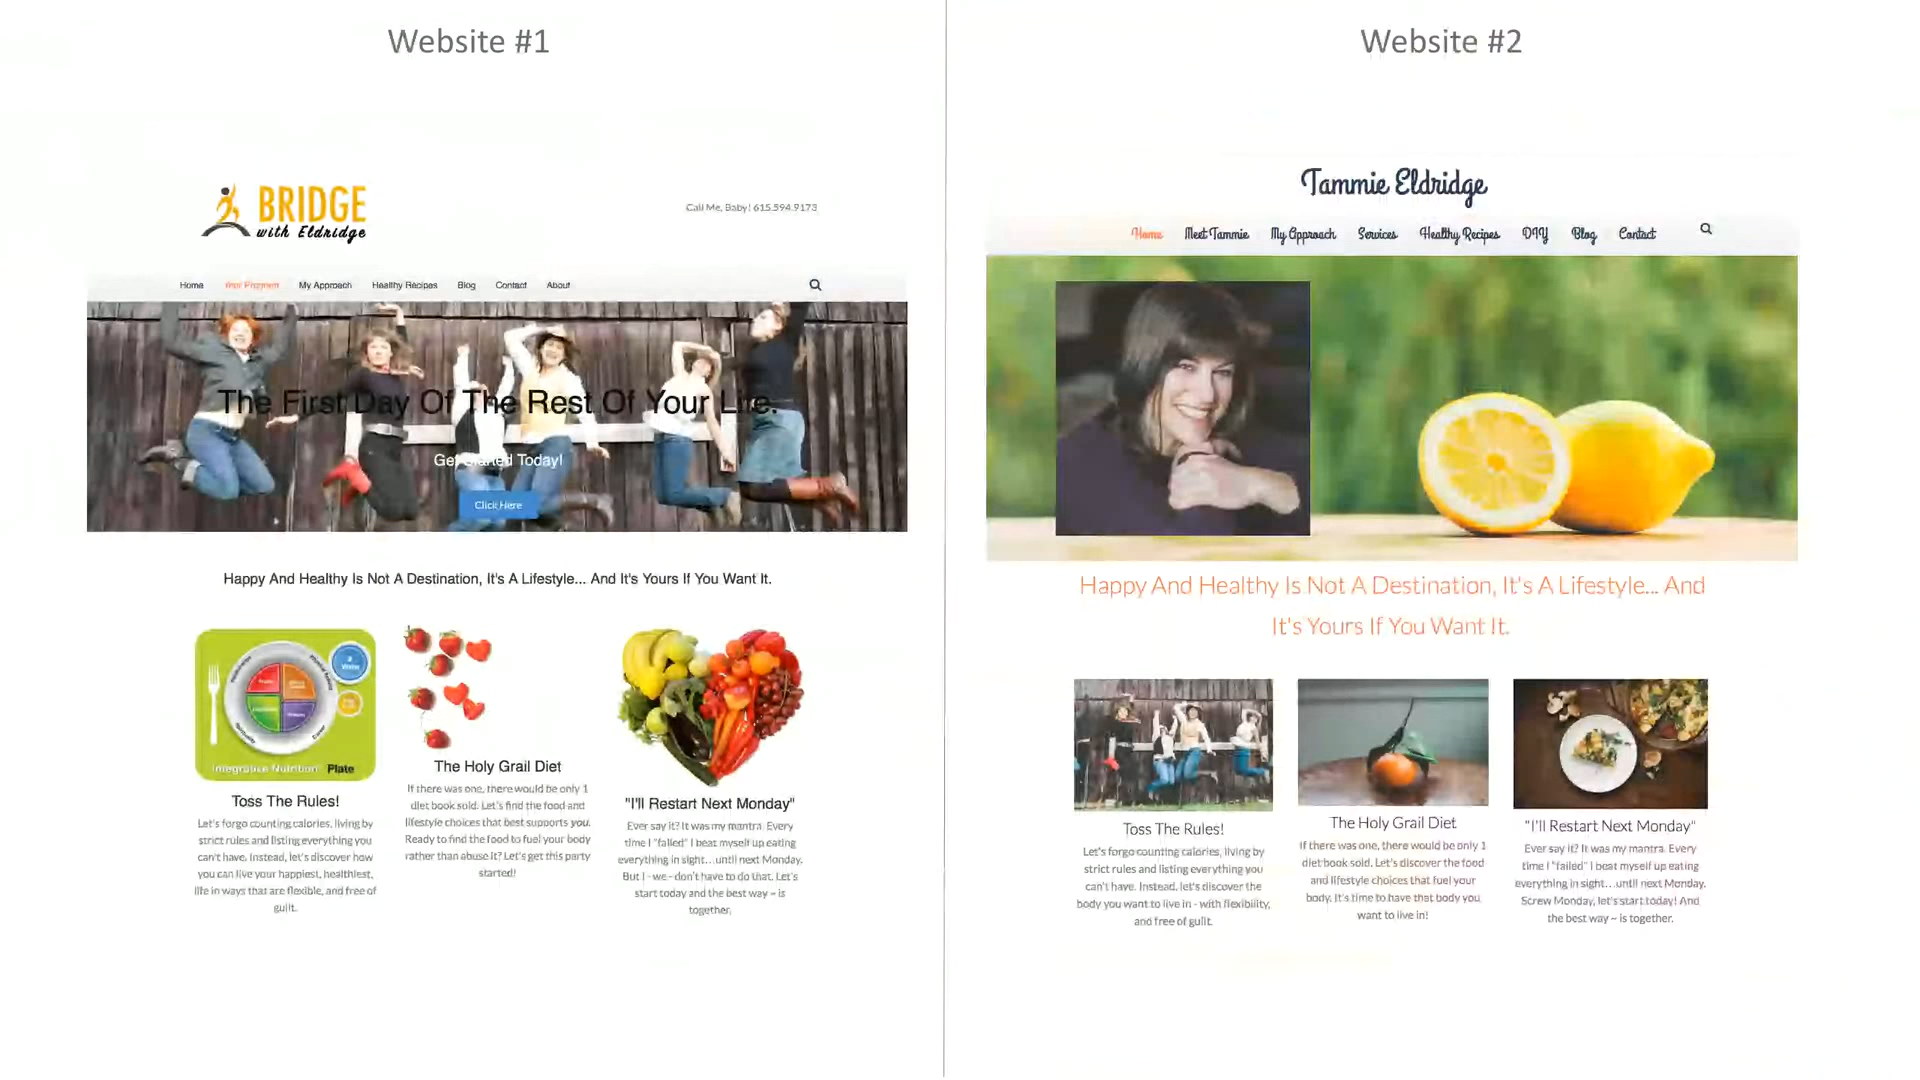 Website #1
BRIDGE
with Eldridge
Call Me, Baby! 615.594.9173
Home Your Program My Approach Healthy Recipes Blog Contact About
The First Day Of The Rest Of Your Life.
Get Started Today!
Click Here
Happy And Healthy Is Not A Destination, It's A Lifestyle... And It's Yours If You Want It.
Integrative Nutrition Plate
Toss The Rules!
Let's forgo counting calories, living by
strict rules and listing everything you
can't have. Instead, let's discover how
you can live your happiest, healthiest,
life in ways that are flexible, and free of
guilt.
The Holy Grail Diet
If there was one, there would be only 1
diet book sold. Let's find the food and
lifestyle choices that best supports you.
Ready to find the food to fuel your body
rather than abuse it? Let's get this party
started!
"I'll Restart Next Monday"
Ever say it? It was my mantra. Every
time I "failed" I beat myself up eating
everything in sight...until next Monday.
But I - we - don't have to do that. Let's
start today and the best way ~ is
together.
Website #2
Tammie Eldridge
Home Meet Tammie My Approach Services Healthy Recipes DIY Blog Contact
Happy And Healthy Is Not A Destination, It's A Lifestyle... And
It's Yours If You Want It.
Toss The Rules!
Let's forgo counting calories, living by
strict rules and listing everything you
can't have. Instead, let's discover the
body you want to live in - with flexibility,
and free of guilt.
The Holy Grail Diet
If there was one, there would be only 1
diet book sold. Let's discover the food
and lifestyle choices that fuel your
body. It's time to have that body you
want to live in!
"I'll Restart Next Monday"
Ever say it? It was my mantra. Every
time I "failed" I beat myself up eating
everything in sight...until next Monday.
Screw Monday, let's start today! And
the best way ~ is together.